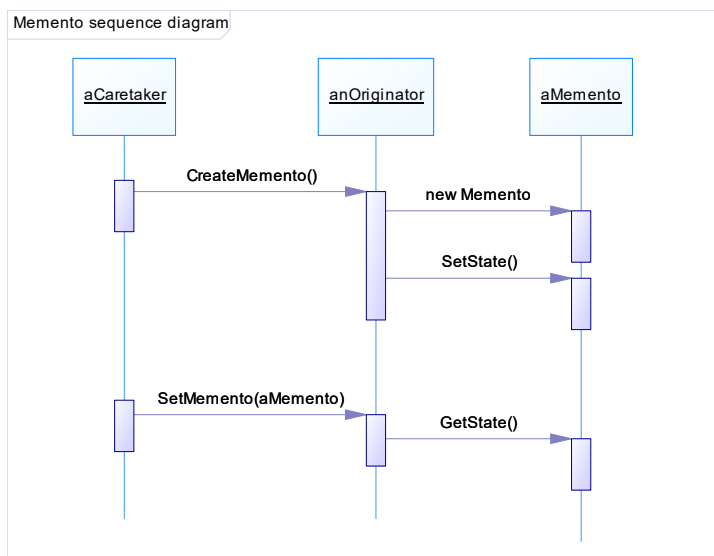 Memento sequence diagram
aCaretaker
anOriginator
aMemento
CreateMemento()
new Memento
SetState()
SetMemento(aMemento)
GetState()